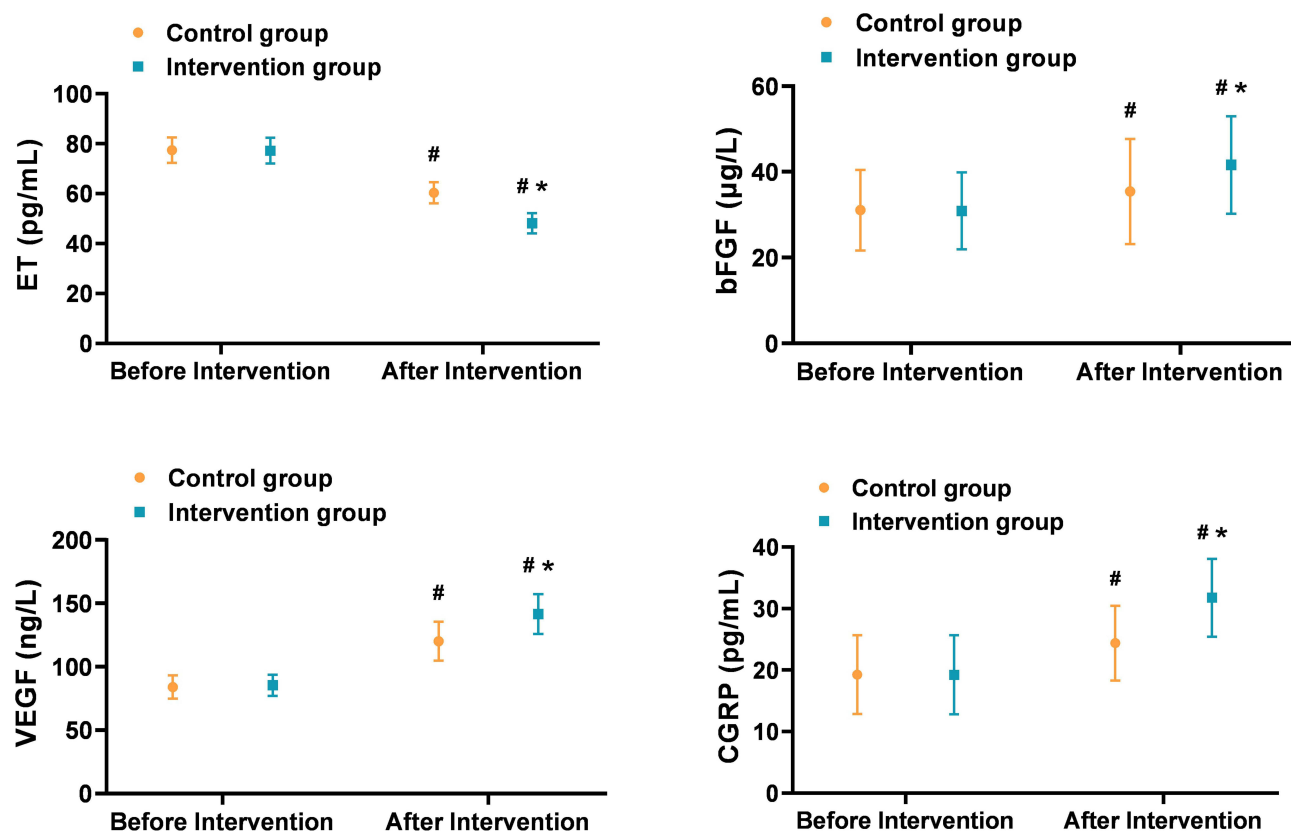 Control group
Intervention group
100
80
60
40
20
0
ET (pg/mL)
#
# *
Before Intervention
After Intervention
Control group
Intervention group
60
40
20
0
bFGF (μg/L)
#
# *
Before Intervention
After Intervention
Control group
Intervention group
200
150
100
50
0
VEGF (ng/L)
#
# *
Before Intervention
After Intervention
Control group
Intervention group
40
30
20
10
0
CGRP (pg/mL)
#
# *
Before Intervention
After Intervention